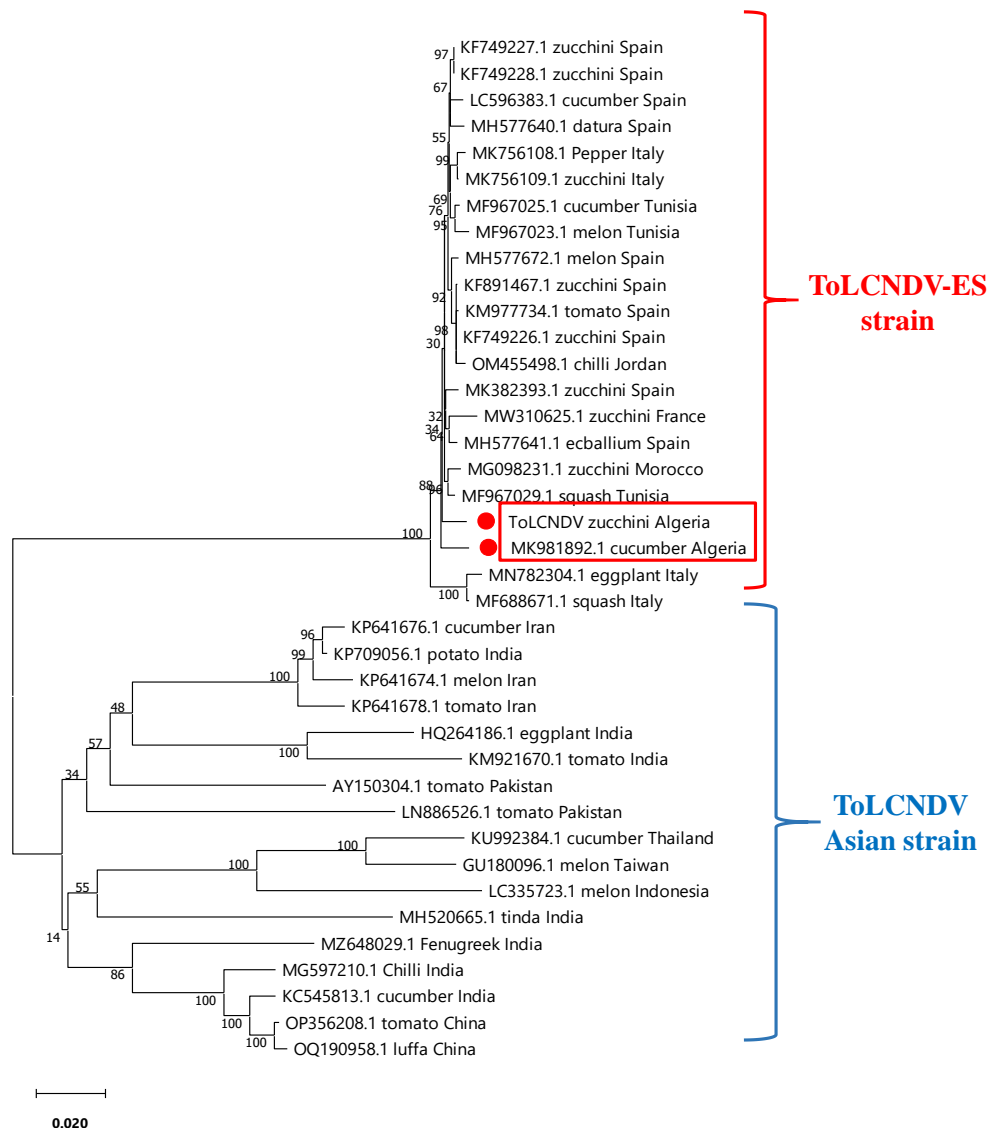 KF749227.1 zucchini Spain
97
KF749228.1 zucchini Spain
67
LC596383.1 cucumber Spain
MH577640.1 datura Spain
55
MK756108.1 Pepper Italy
99
MK756109.1 zucchini Italy
69
76
MF967025.1 cucumber Tunisia
95
MF967023.1 melon Tunisia
MH577672.1 melon Spain
KF891467.1 zucchini Spain
92
KM977734.1 tomato Spain
98
KF749226.1 zucchini Spain
30
OM455498.1 chilli Jordan
MK382393.1 zucchini Spain
32
MW310625.1 zucchini France
34
64
MH577641.1 ecballium Spain
MG098231.1 zucchini Morocco
88
96
MF967029.1 squash Tunisia
ToLCNDV zucchini Algeria
100
MK981892.1 cucumber Algeria
MN782304.1 eggplant Italy
100
MF688671.1 squash Italy
ToLCNDV-ES
strain
KP641676.1 cucumber Iran
96
KP709056.1 potato India
99
KP641674.1 melon Iran
100
KP641678.1 tomato Iran
48
HQ264186.1 eggplant India
100
KM921670.1 tomato India
57
AY150304.1 tomato Pakistan
34
LN886526.1 tomato Pakistan
KU992384.1 cucumber Thailand
100
GU180096.1 melon Taiwan
100
LC335723.1 melon Indonesia
55
MH520665.1 tinda India
14
MZ648029.1 Fenugreek India
86
MG597210.1 Chilli India
100
KC545813.1 cucumber India
100
OP356208.1 tomato China
100
OQ190958.1 luffa China
ToLCNDV
Asian strain
0.020